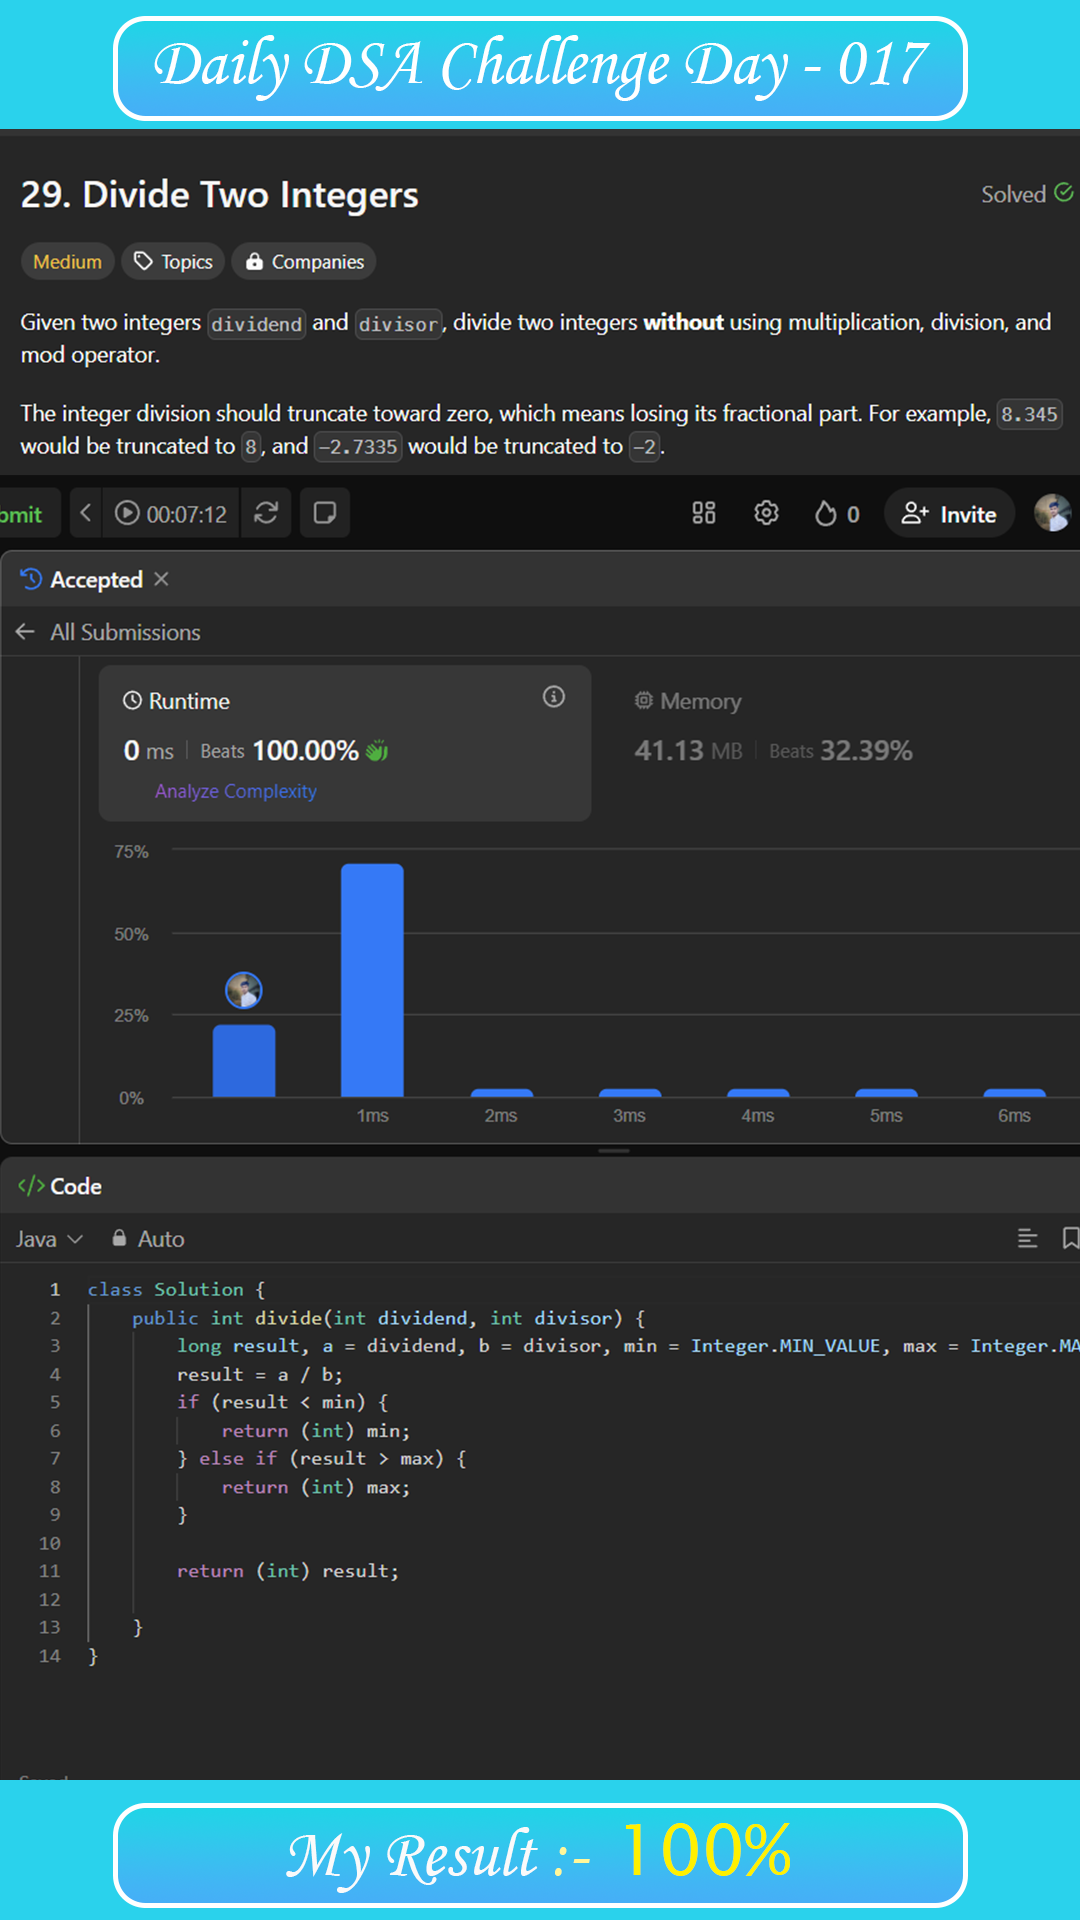 Daily DSA Challenge Day - 017
29. Divide Two Integers
Solved
Medium Topics Companies
Given two integers dividend and divisor, divide two integers without using multiplication, division, and
mod operator.
The integer division should truncate toward zero, which means losing its fractional part. For example, 8.345
would be truncated to 8, and -2.7335 would be truncated to -2.
bmit 00:07:12 0 Invite
Accepted
All Submissions
Runtime Memory
0 ms Beats 100.00% 41.13 MB Beats 32.39%
Analyze Complexity
75%
50%
25%
0%
1ms 2ms 3ms 4ms 5ms 6ms
</> Code
Java Auto
1 class Solution {
2 public int divide(int dividend, int divisor) {
3 long result, a = dividend, b = divisor, min = Integer.MIN_VALUE, max = Integer.MA
4 result = a / b;
5 if (result < min) {
6 return (int) min;
7 } else if (result > max) {
8 return (int) max;
9 }
10
11 return (int) result;
12
13 }
14 }
My Result :- 100%